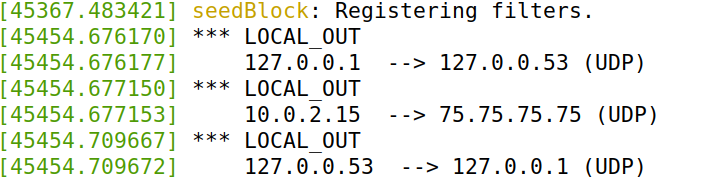 [45367.483421] seedBlock: Registering filters.
[45454.676170] *** LOCAL_OUT
[45454.676177]     127.0.0.1  --> 127.0.0.53 (UDP)
[45454.677150] *** LOCAL_OUT
[45454.677153]     10.0.2.15  --> 75.75.75.75 (UDP)
[45454.709667] *** LOCAL_OUT
[45454.709672]     127.0.0.53  --> 127.0.0.1 (UDP)